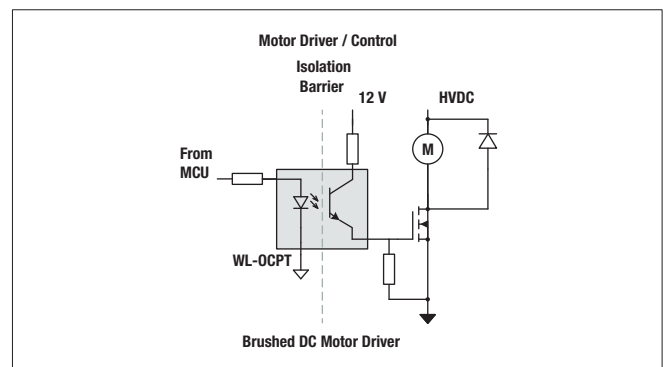 Motor Driver / Control
Isolation
Barrier
12 V
HVDC
From
MCU
M
WL-OCPT
Brushed DC Motor Driver